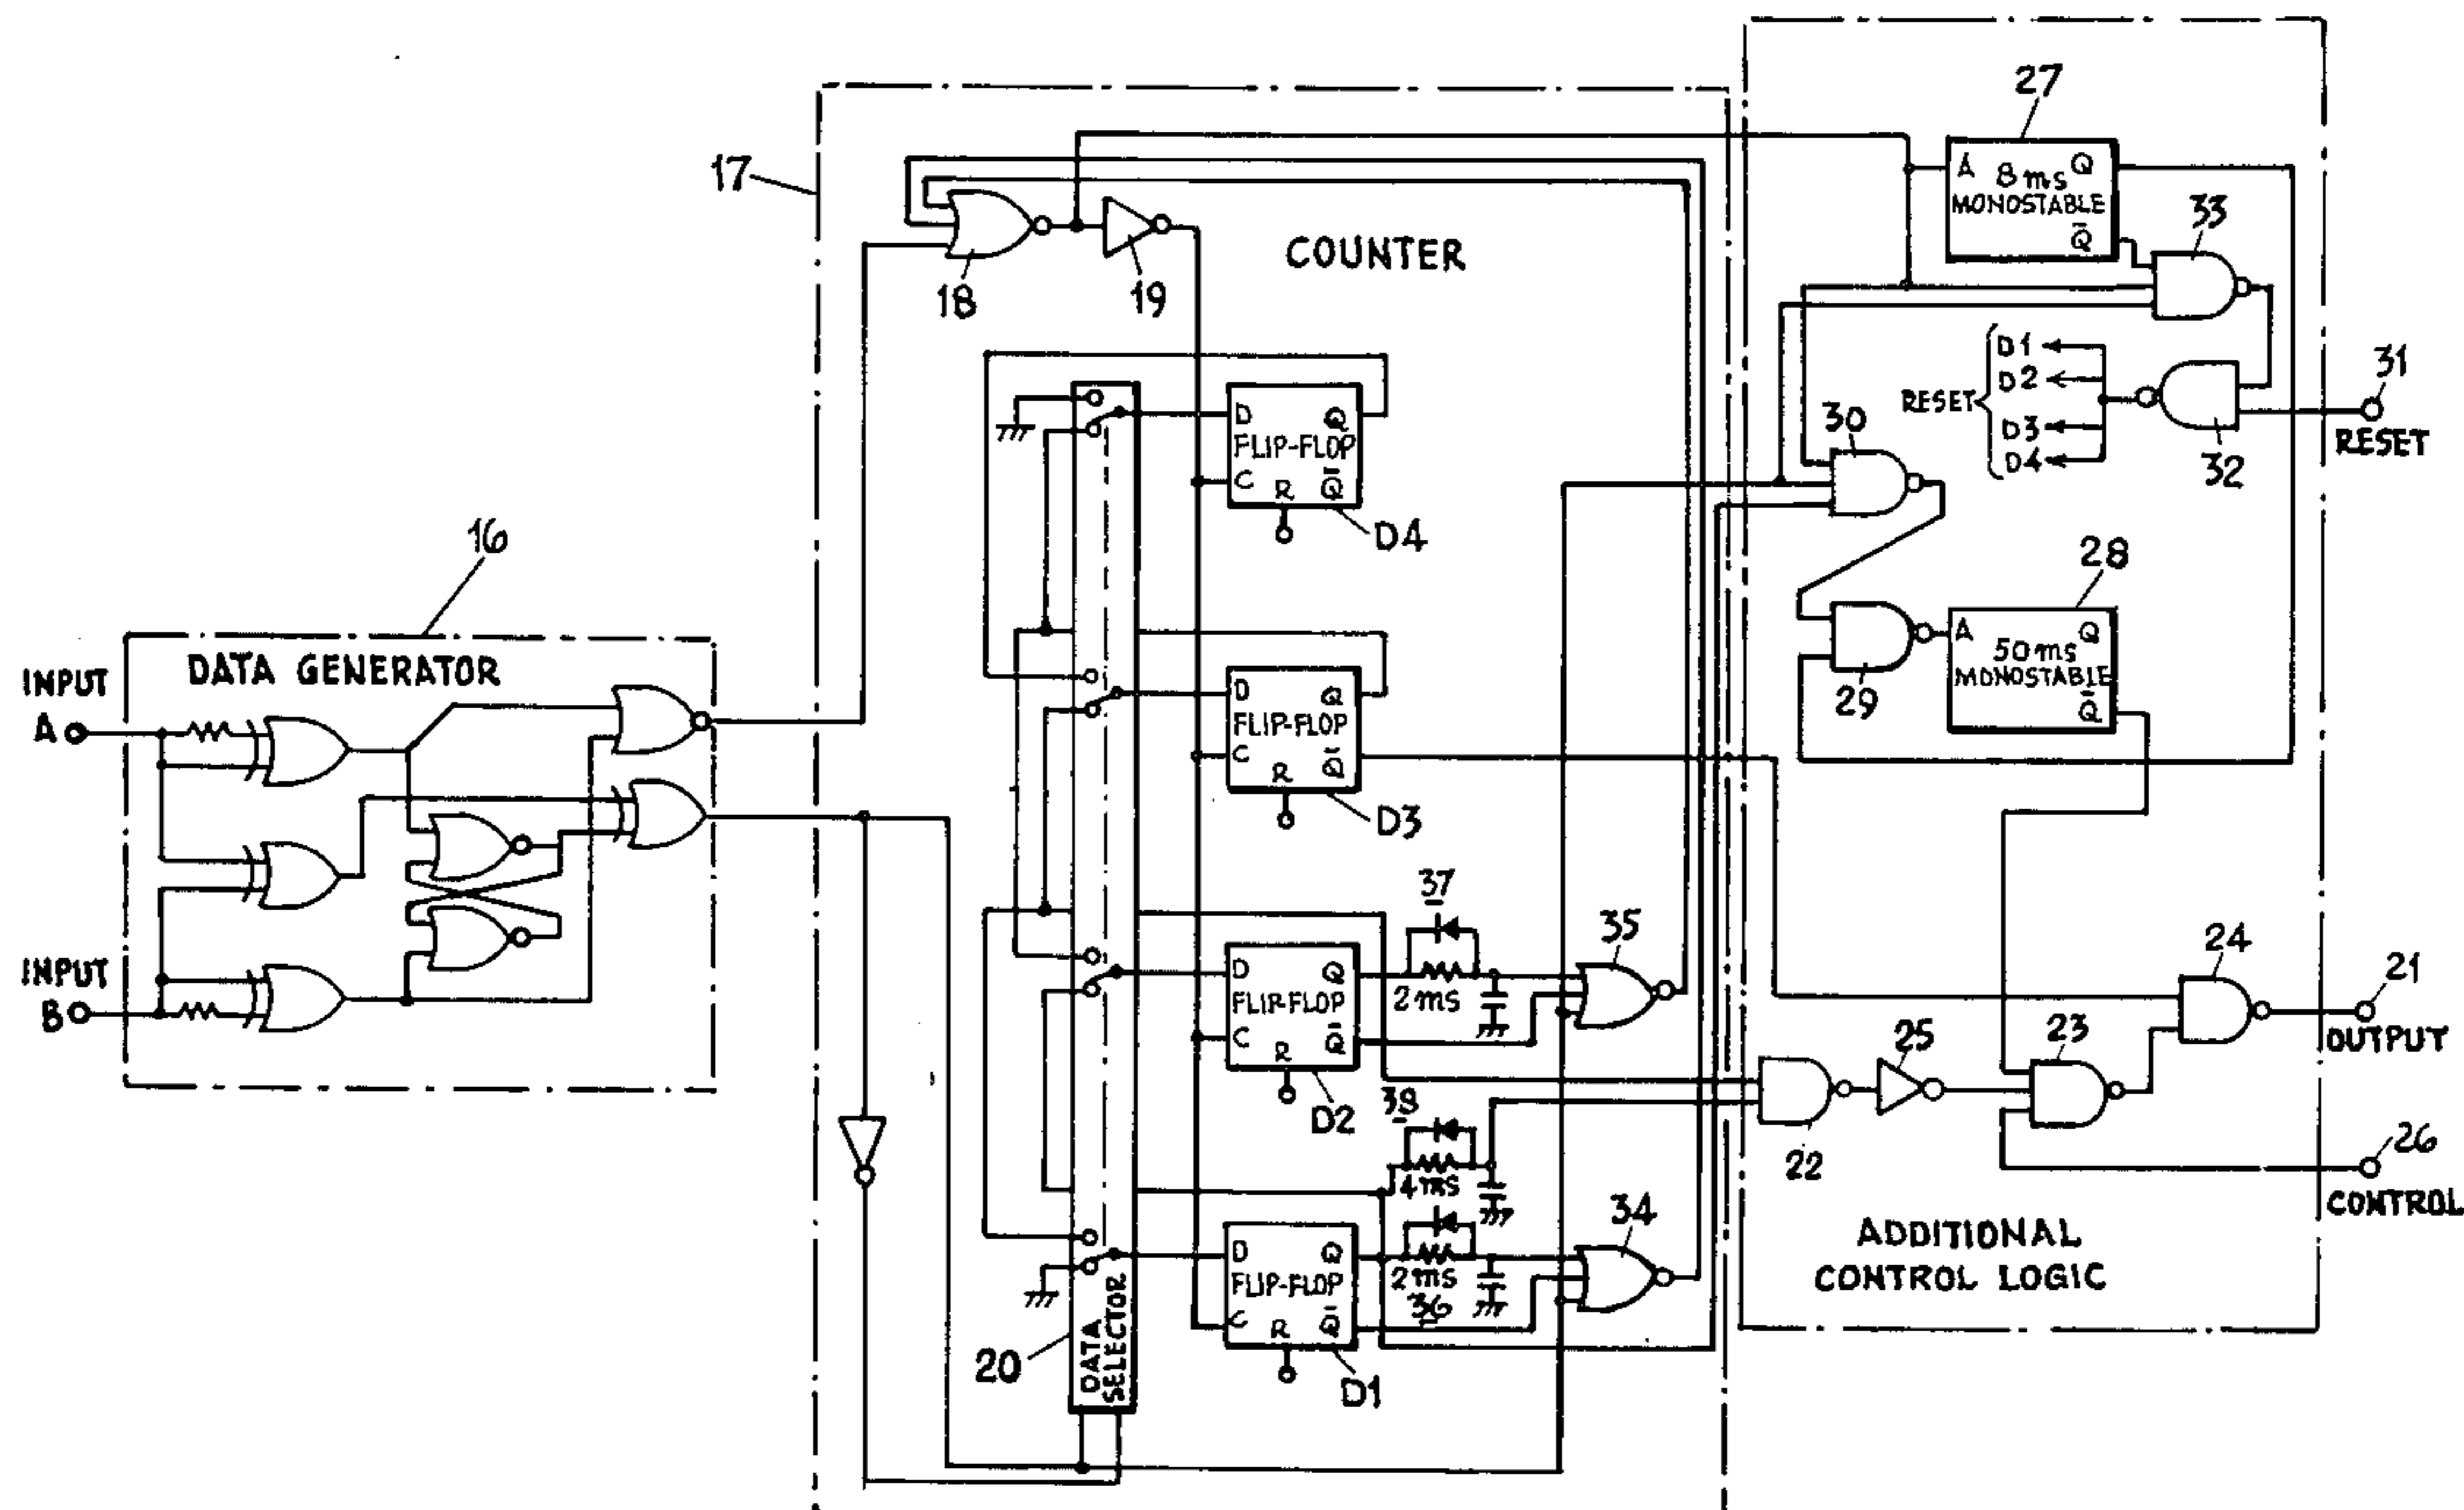 INPUT
A
INPUT
B
16
DATA GENERATOR
17
18
19
COUNTER
D Q
FLIP-FLOP
C R Q̄
D4
D Q
FLIP-FLOP
C R Q̄
D3
D Q
FLIP-FLOP
C R Q̄
D2
D Q
FLIP-FLOP
C R Q̄
D1
DATA
SELECTOR
20
37
2ms
35
38
4ms
2ms
36
34
27
A 8ms Q
MONOSTABLE
Q̄
33
RESET
D1
D2
D3
D4
31
RESET
32
30
28
A Q
50ms
MONOSTABLE
Q̄
29
24
21
OUTPUT
25
23
22
26
CONTROL
ADDITIONAL
CONTROL LOGIC